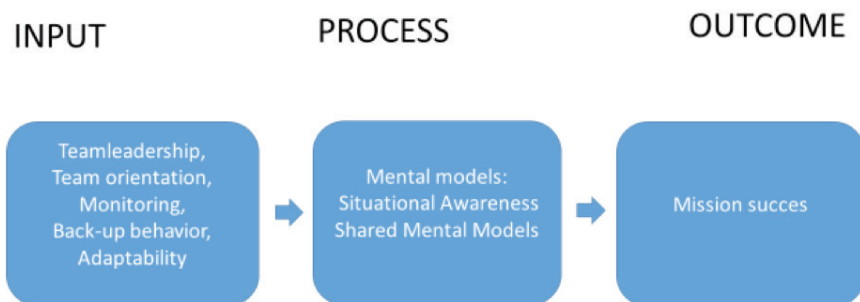 INPUT
PROCESS
OUTCOME
Teamleadership,
Team orientation,
Monitoring,
Back-up behavior,
Adaptability
Mental models:
Situational Awareness
Shared Mental Models
Mission succes